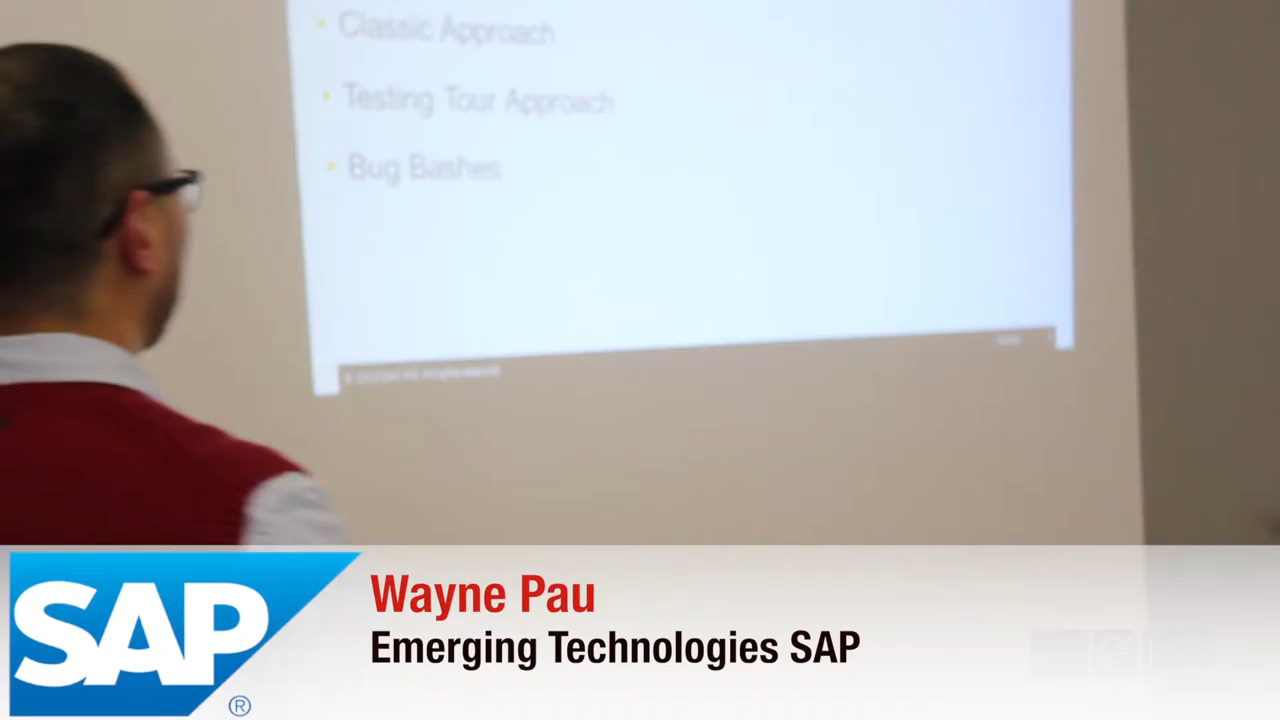 • Classic Approach
• Testing Tour Approach
• Bug Bashes
SAP
®
Wayne Pau
Emerging Technologies SAP